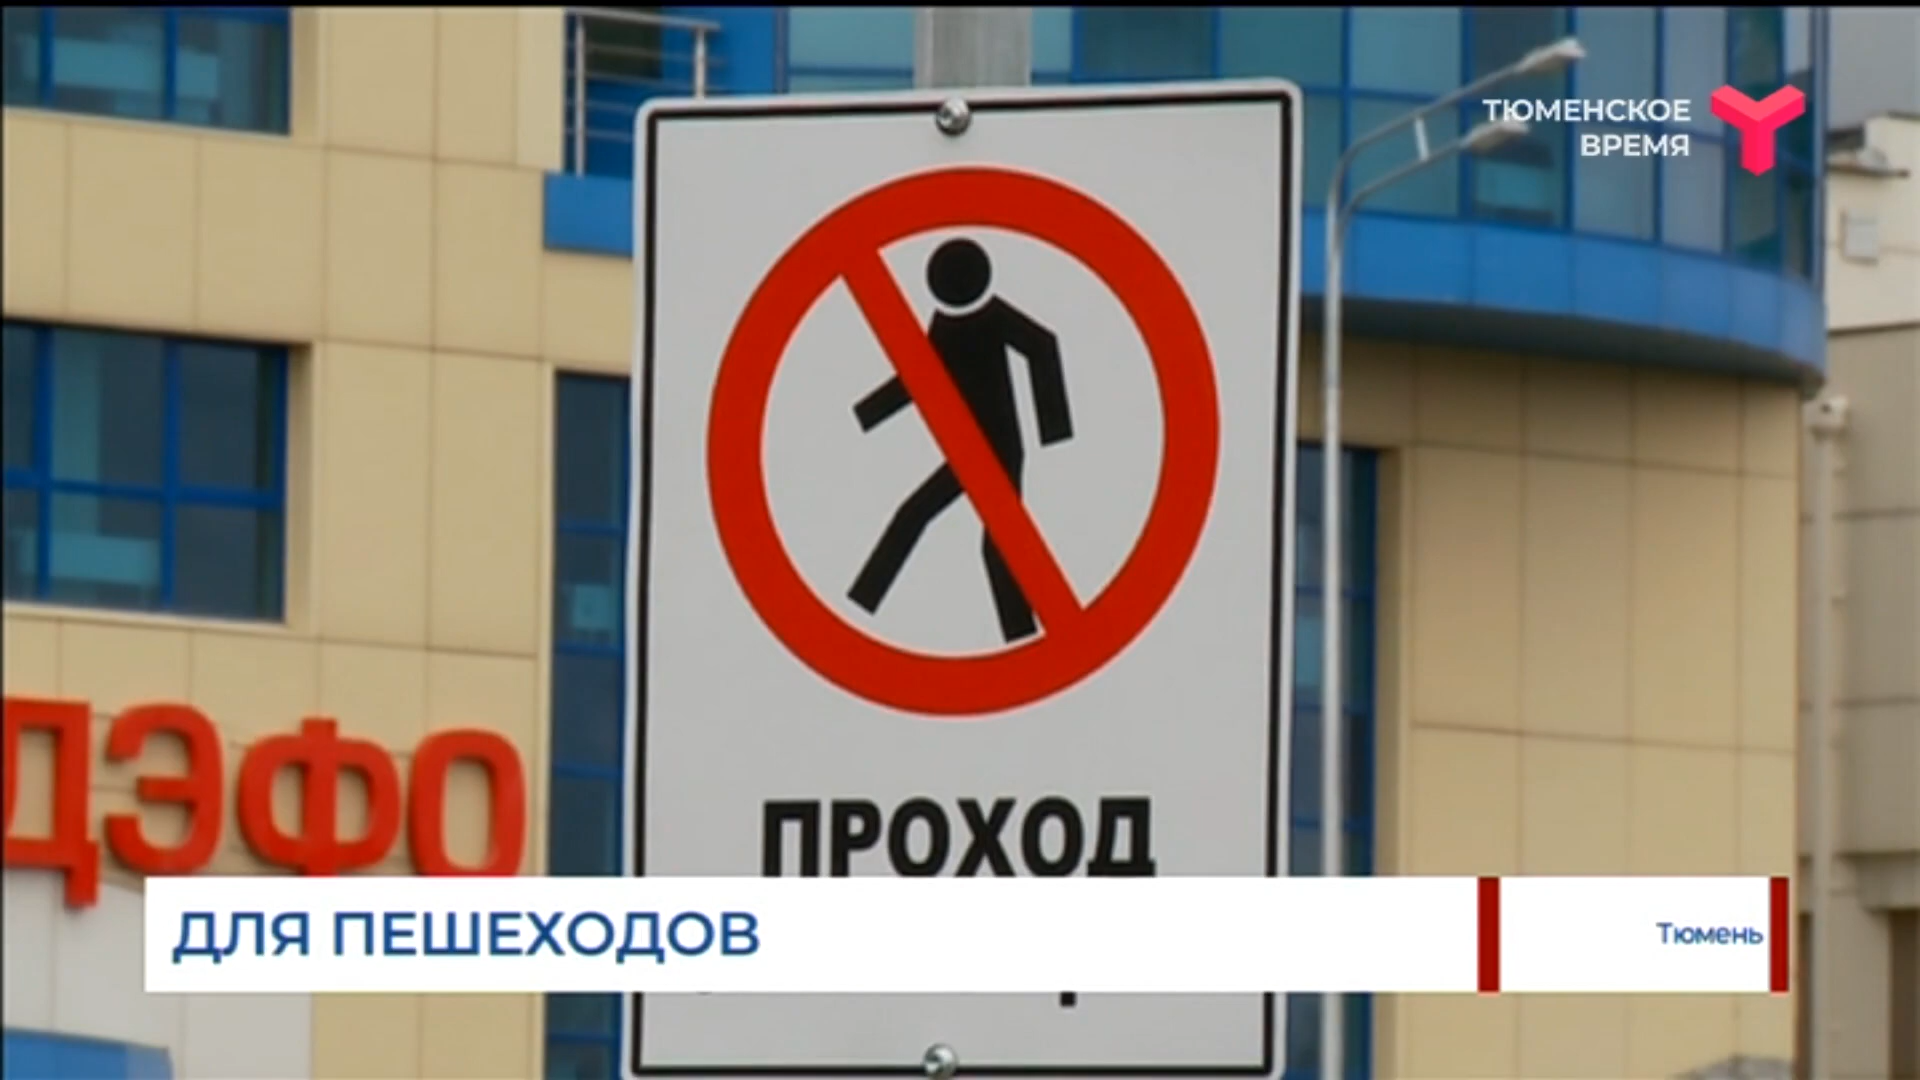 ТЮМЕНСКОЕ
ВРЕМЯ
ДЭФО
ПРОХОД
ДЛЯ ПЕШЕХОДОВ
Тюмень